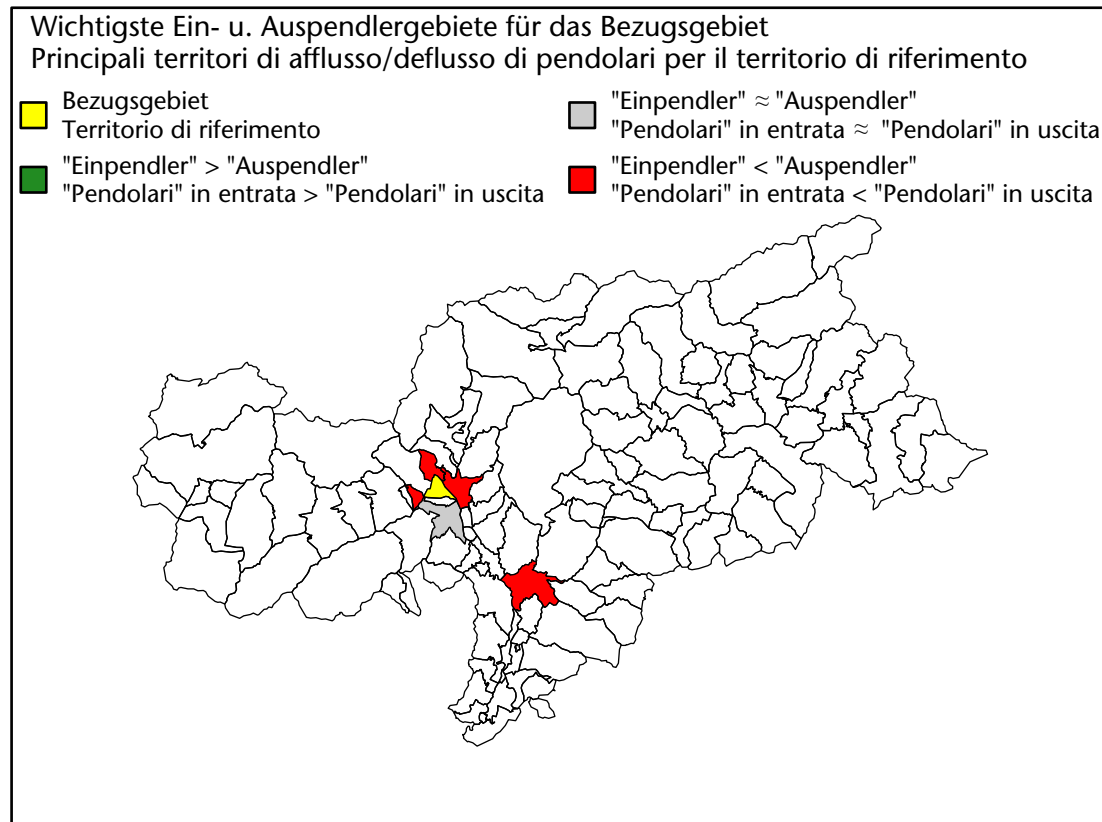 Wichtigste Ein- u. Auspendlergebiete für das Bezugsgebiet
Principali territori di afflusso/deflusso di pendolari per il territorio di riferimento
Bezugsgebiet
Territorio di riferimento
"Einpendler" > "Auspendler"
"Pendolari" in entrata > "Pendolari" in uscita
"Einpendler" ≈ "Auspendler"
"Pendolari" in entrata ≈ "Pendolari" in uscita
"Einpendler" < "Auspendler"
"Pendolari" in entrata < "Pendolari" in uscita